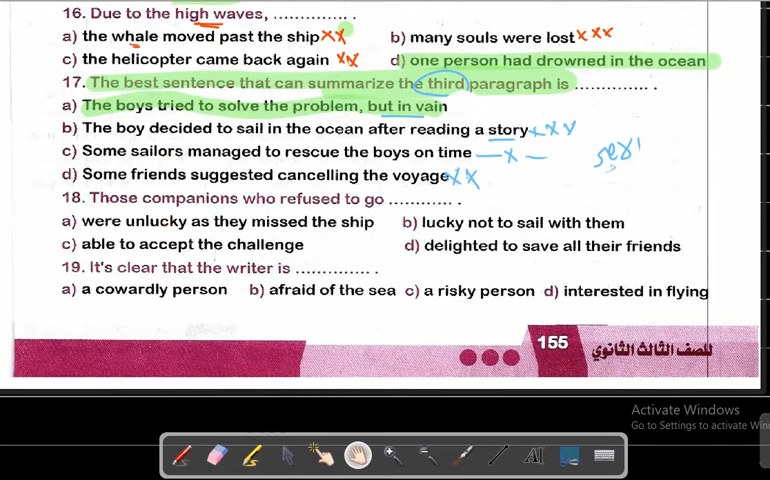 16. Due to the high waves, .............. .
a) the whale moved past the ship xx b) many souls were lost xxx
c) the helicopter came back again xx d) one person had drowned in the ocean
17. The best sentence that can summarize the third paragraph is .............. .
a) The boys tried to solve the problem, but in vain
b) The boy decided to sail in the ocean after reading a story xxx
c) Some sailors managed to rescue the boys on time — x —
d) Some friends suggested cancelling the voyage xx
18. Those companions who refused to go ............ .
a) were unlucky as they missed the ship b) lucky not to sail with them
c) able to accept the challenge d) delighted to save all their friends
19. It's clear that the writer is .............. .
a) a cowardly person b) afraid of the sea c) a risky person d) interested in flying
155 للصف الثالث الثانوي
Activate Windows
Go to Settings to activate Win
AI